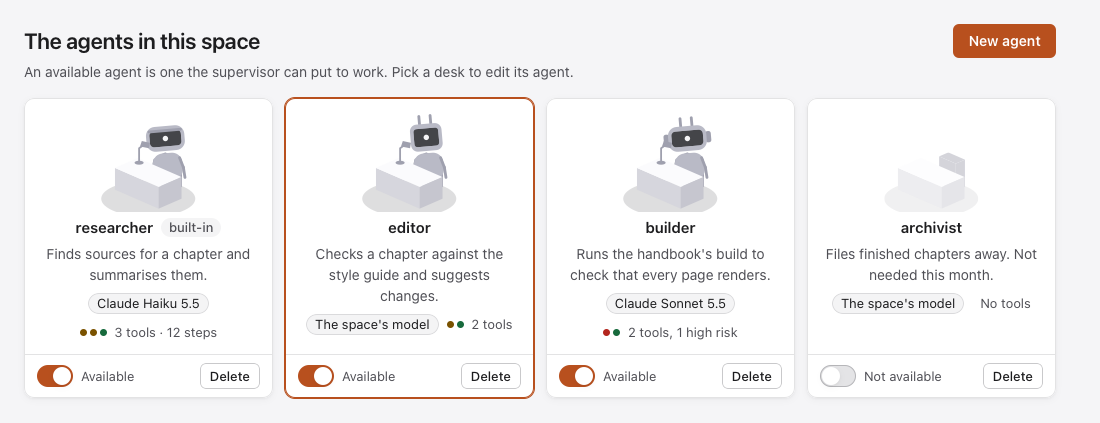 The agents in this space
New agent
An available agent is one the supervisor can put to work. Pick a desk to edit its agent.
researcher built-in
Finds sources for a chapter and
summarises them.
Claude Haiku 5.5
3 tools · 12 steps
Available
Delete
editor
Checks a chapter against the
style guide and suggests
changes.
The space's model
2 tools
Available
Delete
builder
Runs the handbook's build to
check that every page renders.
Claude Sonnet 5.5
2 tools, 1 high risk
Available
Delete
archivist
Files finished chapters away. Not
needed this month.
The space's model
No tools
Not available
Delete